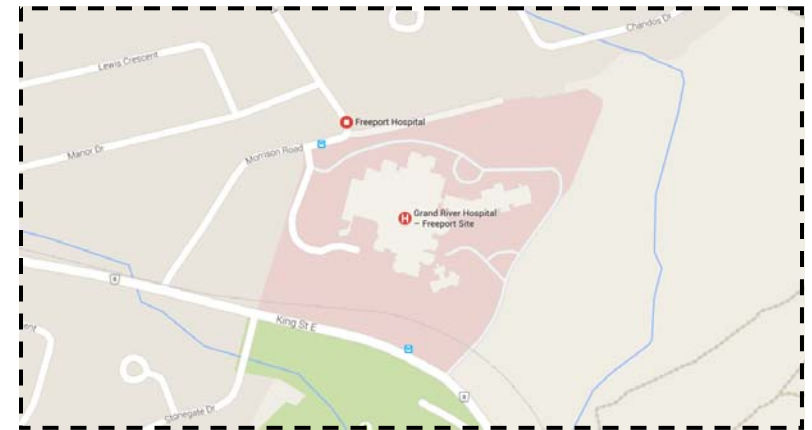 Chandos Dr
Lewis Crescent
Freeport Hospital
Manor Dr
Morrison Road
H Grand River Hospital
– Freeport Site
8
King St E
ent
8
Stonegate Dr